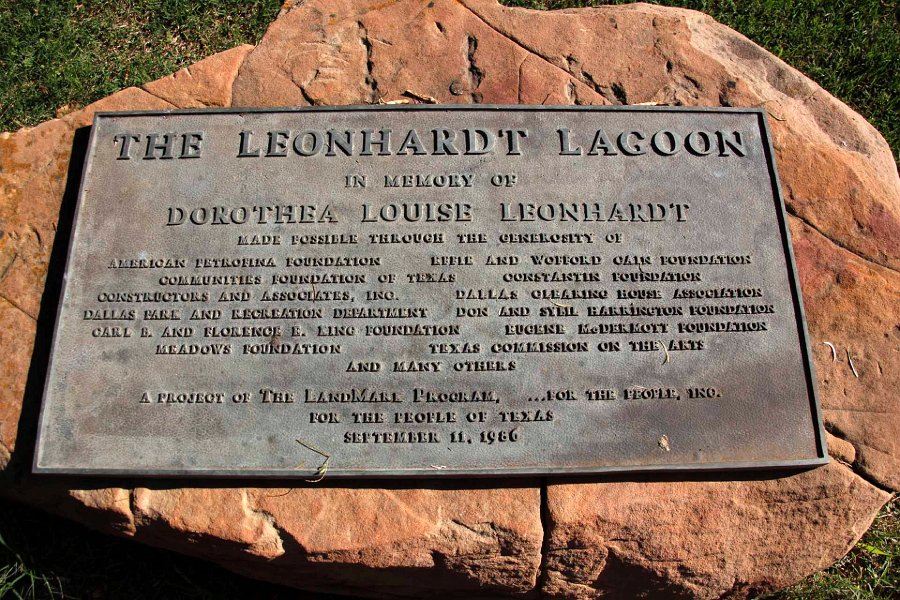 THE LEONHARDT LAGOON
IN MEMORY OF
DOROTHEA LOUISE LEONHARDT
MADE POSSIBLE THROUGH THE GENEROSITY OF
AMERICAN PETROFINA FOUNDATION EFFIE AND WOFFORD CAIN FOUNDATION
COMMUNITIES FOUNDATION OF TEXAS CONSTANTIN FOUNDATION
CONSTRUCTORS AND ASSOCIATES, INC. DALLAS CLEARING HOUSE ASSOCIATION
DALLAS PARK AND RECREATION DEPARTMENT DON AND SYBIL HARRINGTON FOUNDATION
CARL B. AND FLORENCE E. KING FOUNDATION EUGENE McDERMOTT FOUNDATION
MEADOWS FOUNDATION TEXAS COMMISSION ON THE ARTS
AND MANY OTHERS
A PROJECT OF THE LANDMARK PROGRAM, ...FOR THE PEOPLE, INC.
FOR THE PEOPLE OF TEXAS
SEPTEMBER 11, 1986